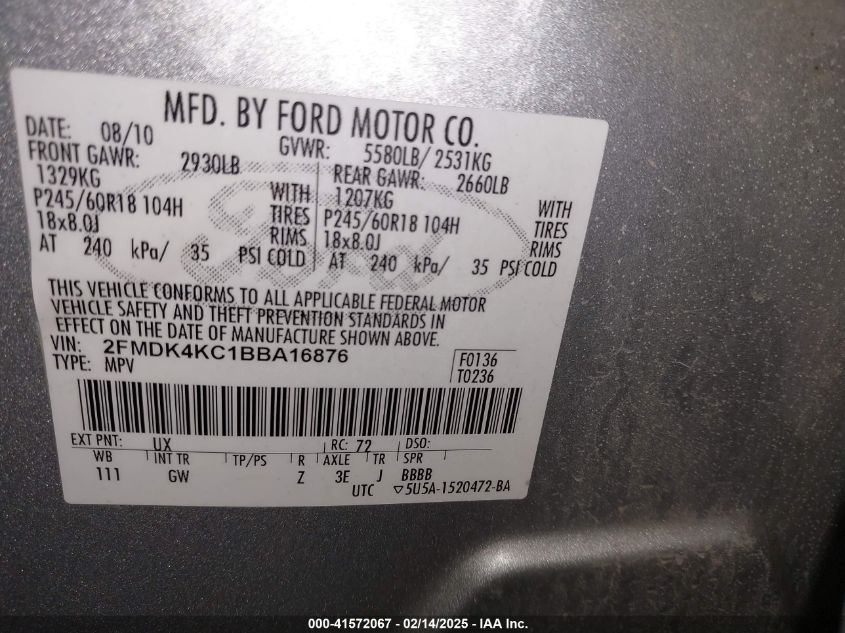 MFD. BY FORD MOTOR CO.
DATE: 08/10 GVWR: 5580LB/ 2531KG
FRONT GAWR: 2930LB REAR GAWR: 2660LB
1329KG WITH 1207KG WITH
P245/60R18 104H TIRES P245/60R18 104H TIRES
18x8.0J RIMS 18x8.0J RIMS
AT 240 kPa/ 35 PSI COLD AT 240 kPa/ 35 PSI COLD
Ford
THIS VEHICLE CONFORMS TO ALL APPLICABLE FEDERAL MOTOR
VEHICLE SAFETY AND THEFT PREVENTION STANDARDS IN
EFFECT ON THE DATE OF MANUFACTURE SHOWN ABOVE.
VIN: 2FMDK4KC1BBA16876 F0136
TYPE: MPV T0236
EXT PNT: UX RC: 72 DSO:
WB INT TR TP/PS R AXLE TR SPR
111 GW Z 3E J BBBB
UTC ▽5U5A-1520472-BA
000-41572067 - 02/14/2025 - IAA Inc.